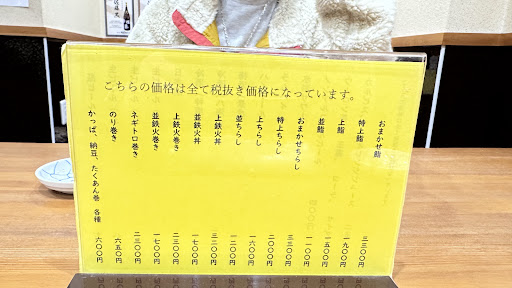 こちらの価格は全て税抜き価格になっています。
おまかせ鮨 三三〇〇円
特上鮨 一九〇〇円
上鮨 一五〇〇円
並鮨 一一〇〇円
おまかせちらし 三三〇〇円
特上ちらし 二〇〇〇円
上ちらし 一六〇〇円
並ちらし 一二〇〇円
上鉄火丼 三二〇〇円
並鉄火丼 一七〇〇円
上鉄火巻き 二三〇〇円
並鉄火巻き 一七〇〇円
ネギトロ巻き 二三〇〇円
のり巻き 六五〇円
かっぱ、納豆、たくあん巻 各種 六〇〇円